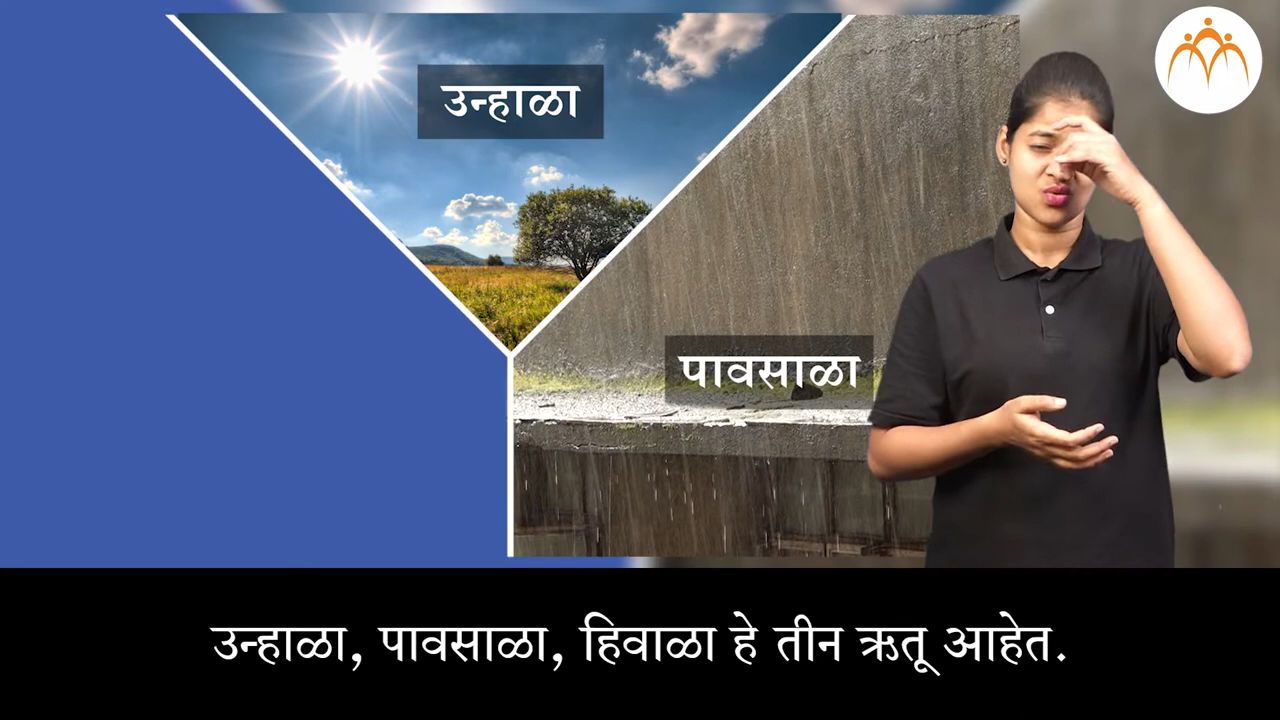 उन्हाळा
पावसाळा
उन्हाळा, पावसाळा, हिवाळा हे तीन ऋतू आहेत.